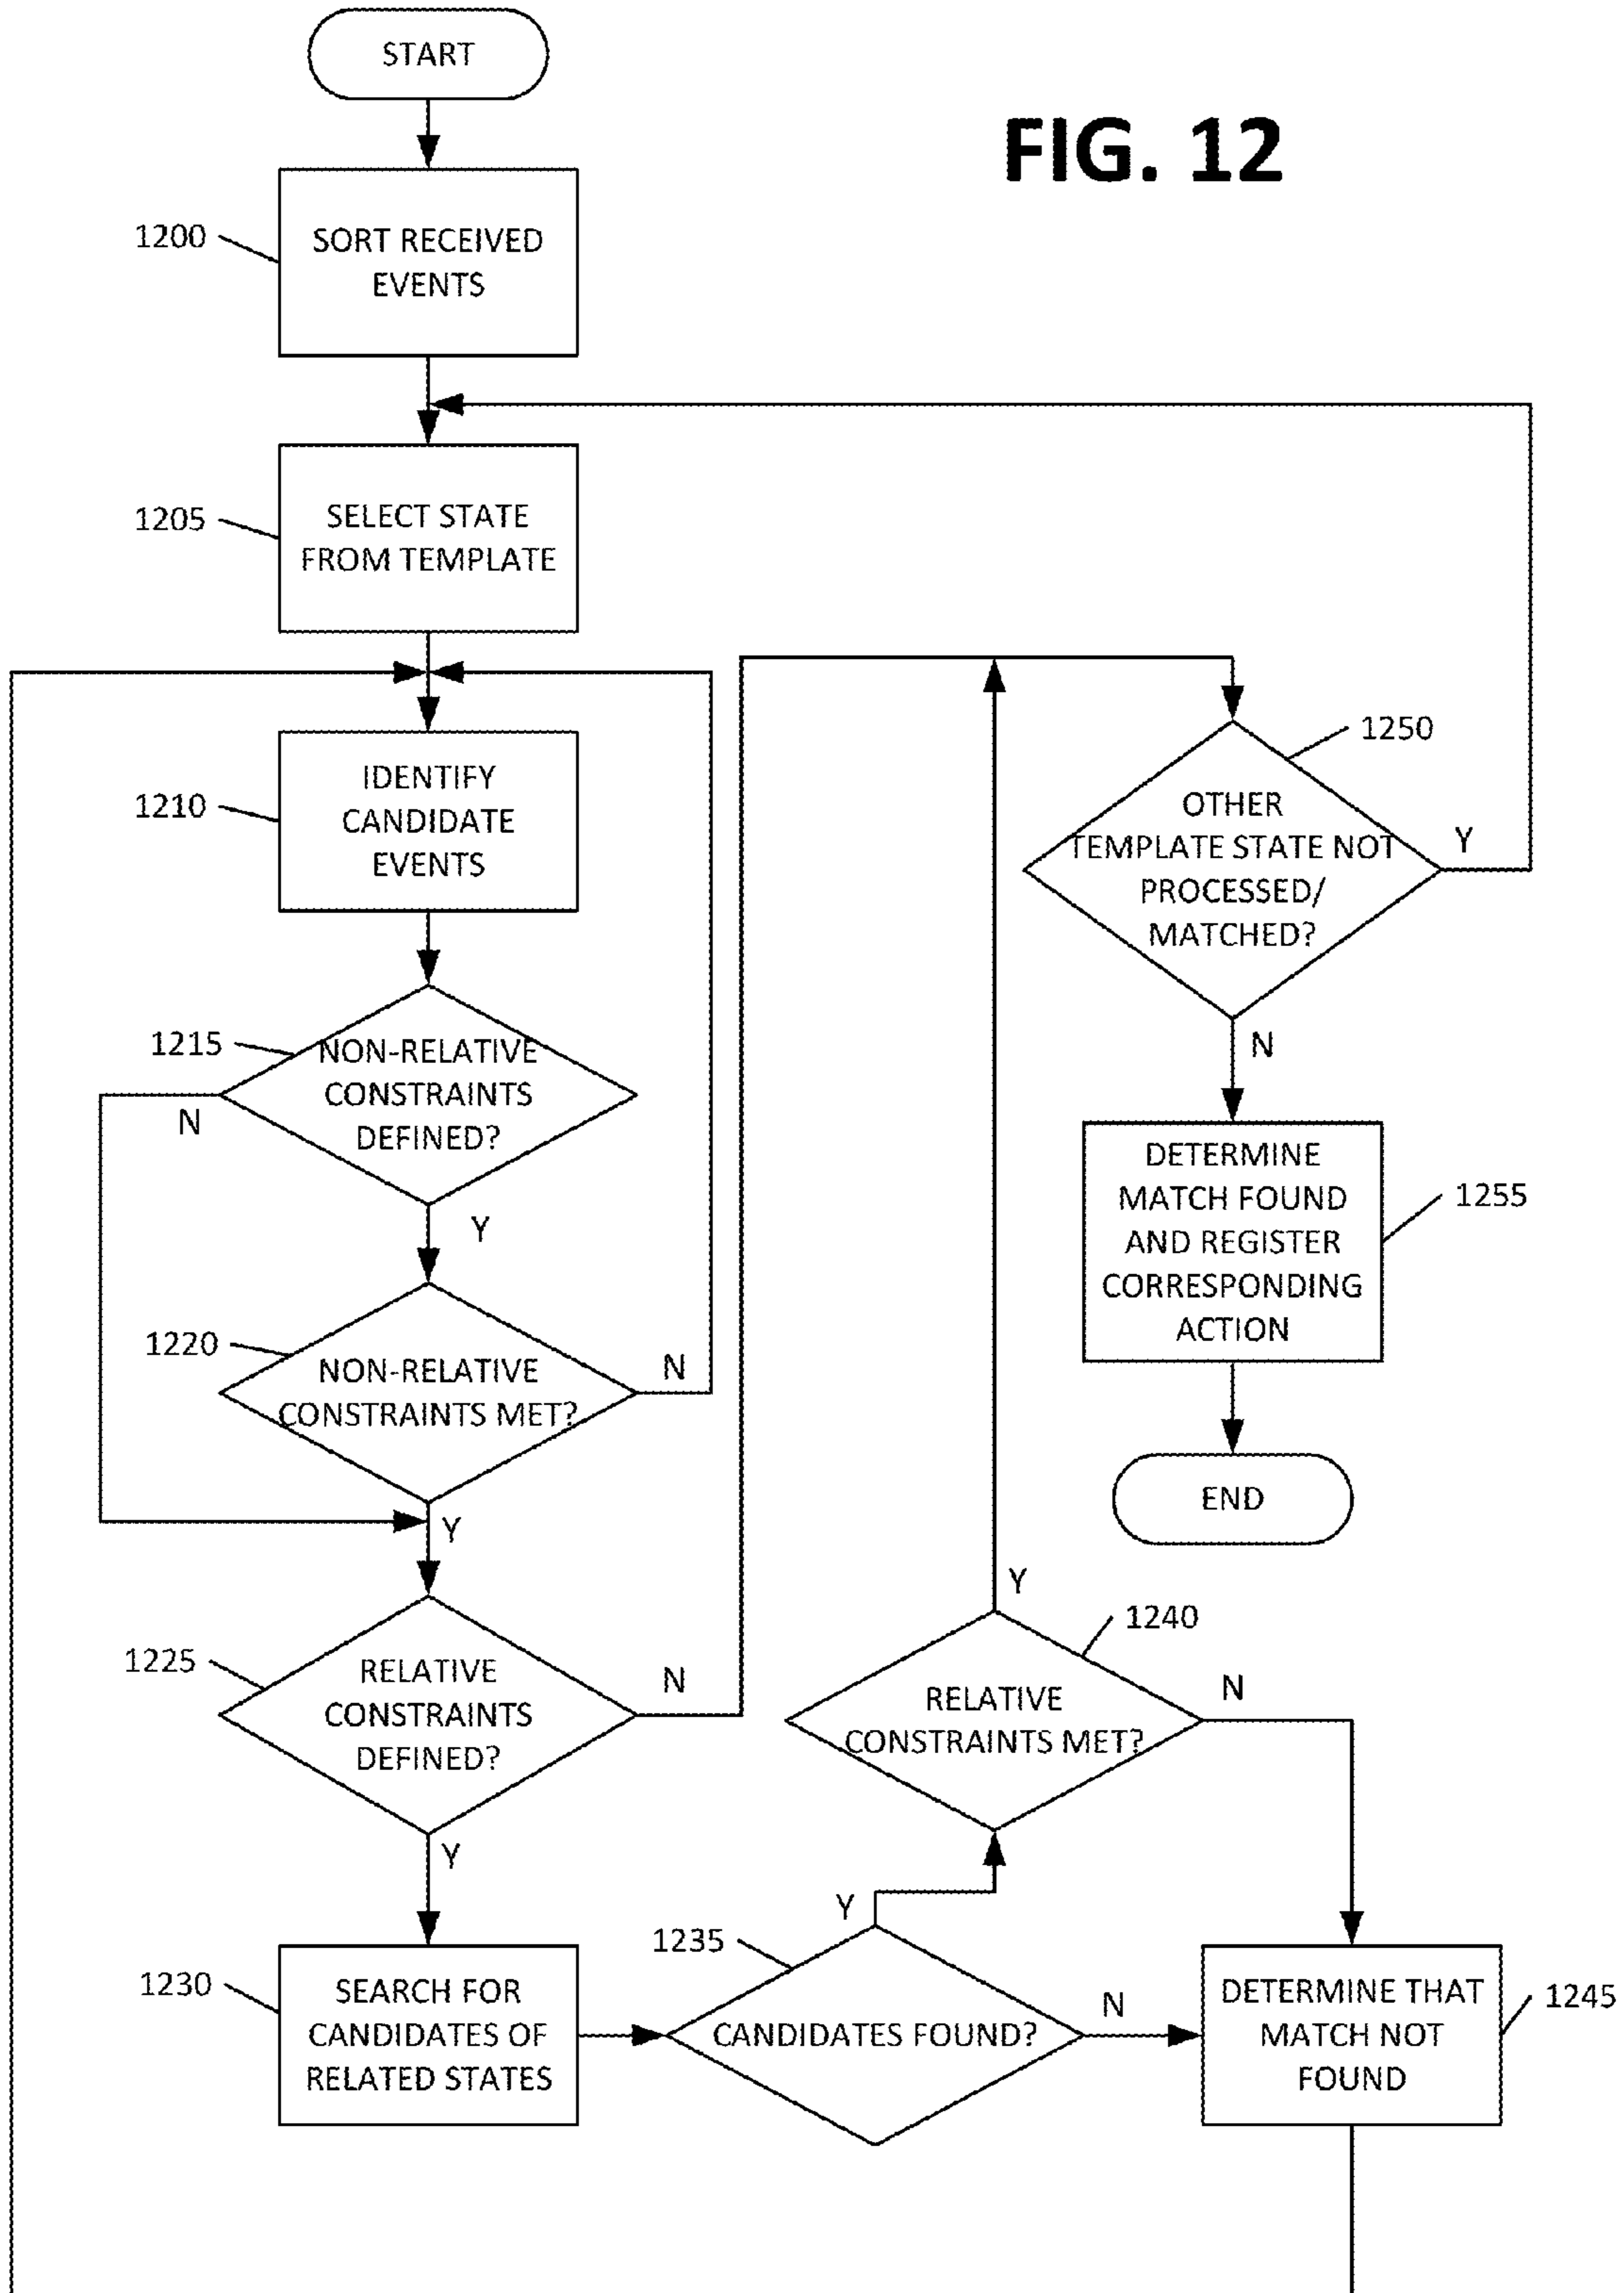 START
FIG. 12
1200
SORT RECEIVED
EVENTS
1205
SELECT STATE
FROM TEMPLATE
1210
IDENTIFY
CANDIDATE
EVENTS
1215
NON-RELATIVE
CONSTRAINTS
DEFINED?
N
Y
1220
NON-RELATIVE
CONSTRAINTS MET?
N
Y
1225
RELATIVE
CONSTRAINTS
DEFINED?
N
Y
1230
SEARCH FOR
CANDIDATES OF
RELATED STATES
1235
CANDIDATES FOUND?
Y
N
1240
RELATIVE
CONSTRAINTS MET?
Y
N
1245
DETERMINE THAT
MATCH NOT
FOUND
1250
OTHER
TEMPLATE STATE NOT
PROCESSED/
MATCHED?
Y
N
1255
DETERMINE
MATCH FOUND
AND REGISTER
CORRESPONDING
ACTION
END